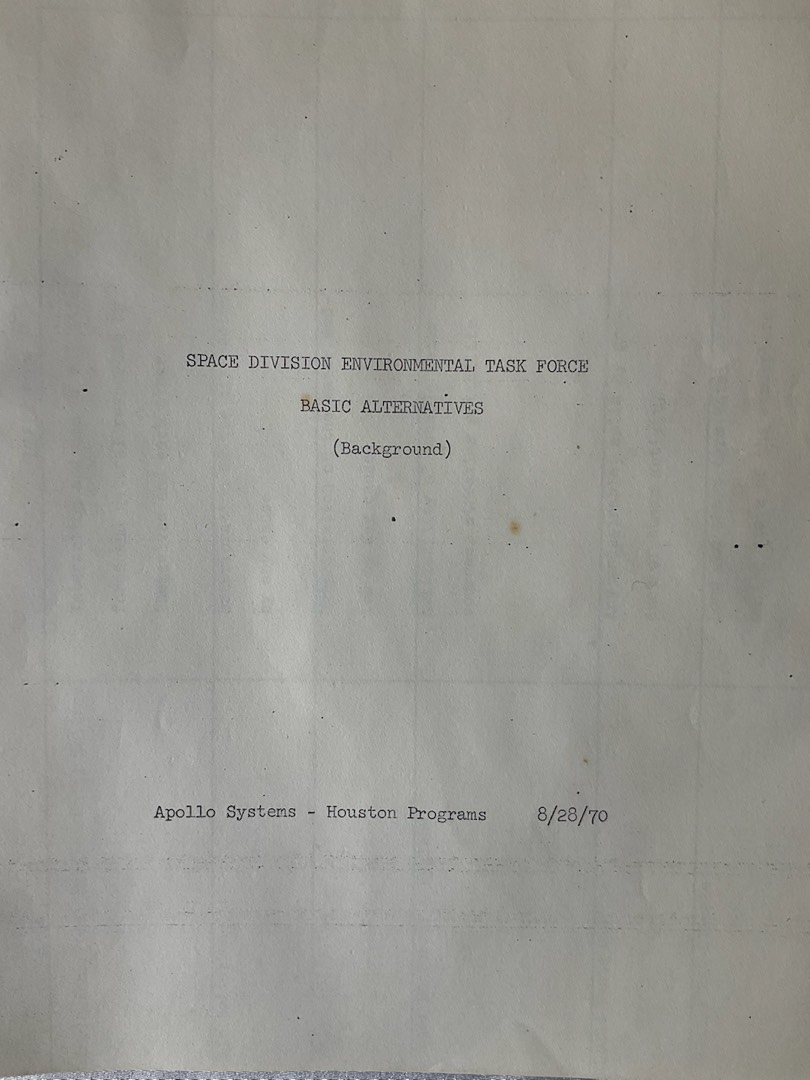 SPACE DIVISION ENVIRONMENTAL TASK FORCE
BASIC ALTERNATIVES
(Background)
Apollo Systems - Houston Programs 8/28/70